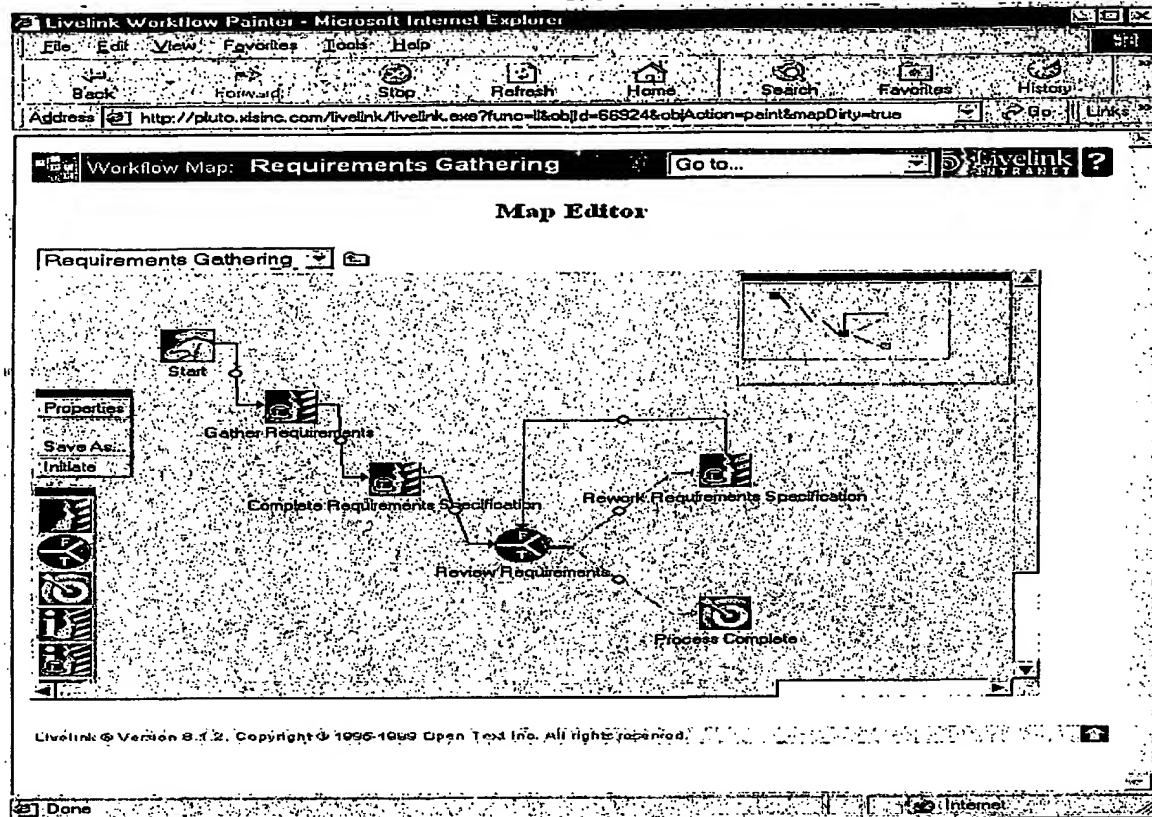 Livelink Workflow Painter - Microsoft Internet Explorer
File Edit View Favorites Tools Help
Back Forward Stop Refresh Home Search Favorites History
Address http://pluto.xlsinc.com/livelink/livelink.exe?func=ll&objId=66924&objAction=paint&mapDirty=true Go Links
Workflow Map: Requirements Gathering Go to... Livelink INTRANET ?
Map Editor
Requirements Gathering
Start
Properties
Gather Requirements
Save As...
Initiate
Complete Requirements Specification
Rework Requirements Specification
F
T
Review Requirements
Process Complete
Livelink ® Version 8.1.2, Copyright © 1995-1999 Open Text Inc. All rights reserved.
Done Internet